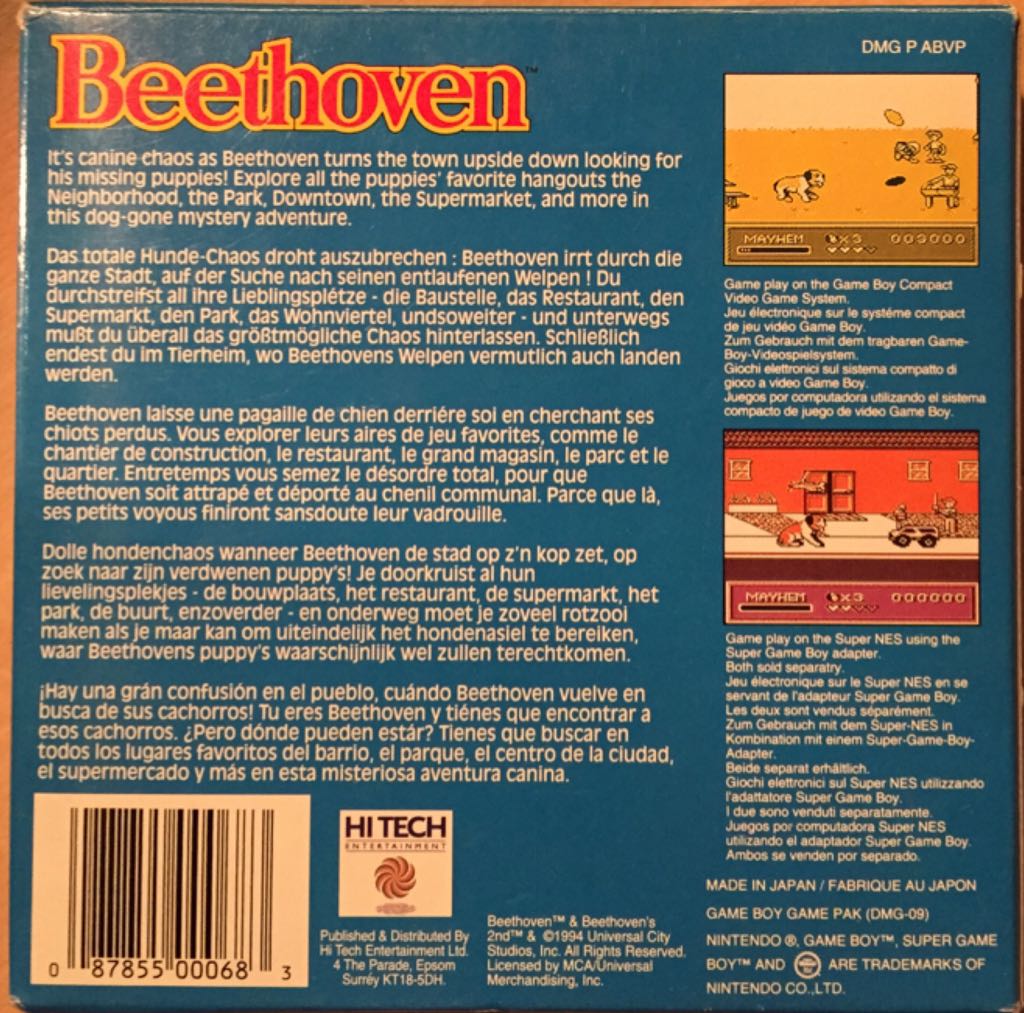 Beethoven™
It's canine chaos as Beethoven turns the town upside down looking for
his missing puppies! Explore all the puppies' favorite hangouts the
Neighborhood, the Park, Downtown, the Supermarket, and more in
this dog-gone mystery adventure.
Das totale Hunde-Chaos droht auszubrechen : Beethoven irrt durch die
ganze Stadt, auf der Suche nach seinen entlaufenen Welpen ! Du
durchstreifst all ihre Lieblingsplétze - die Baustelle, das Restaurant, den
Supermarkt, den Park, das Wohnviertel, undsoweiter - und unterwegs
mußt du überall das größtmögliche Chaos hinterlassen. Schließlich
endest du im Tierheim, wo Beethovens Welpen vermutlich auch landen
werden.
Beethoven laisse une pagaille de chien derriére soi en cherchant ses
chiots perdus. Vous explorer leurs aires de jeu favorites, comme le
chantier de construction, le restaurant, le grand magasin, le parc et le
quartier. Entretemps vous semez le désordre total, pour que
Beethoven soit attrapé et déporté au chenil communal. Parce que là,
ses petits voyous finiront sansdoute leur vadrouille.
Dolle hondenchaos wanneer Beethoven de stad op z'n kop zet, op
zoek naar zijn verdwenen puppy's! Je doorkruist al hun
lievelingsplekjes - de bouwplaats, het restaurant, de supermarkt, het
park, de buurt, enzoverder - en onderweg moet je zoveel rotzooi
maken als je maar kan om uiteindelijk het hondenasiel te bereiken,
waar Beethovens puppy's waarschijnlijk wel zullen terechtkomen.
¡Hay una grán confusión en el pueblo, cuándo Beethoven vuelve en
busca de sus cachorros! Tu eres Beethoven y tiénes que encontrar a
esos cachorros. ¿Pero dónde pueden estár? Tienes que buscar en
todos los lugares favoritos del barrio, el parque, el centro de la ciudad,
el supermercado y más en esta misteriosa aventura canina.
0 87855 00068 3
HI TECH
ENTERTAINMENT
Published & Distributed By
Hi Tech Entertainment Ltd.
4 The Parade, Epsom
Surréy KT18-5DH.
Beethoven™ & Beethoven's
2nd™ & ©1994 Universal City
Studios, Inc. All Rights Reserved.
Licensed by MCA/Universal
Merchandising, Inc.
DMG P ABVP
MAYHEM x3 003000
Game play on the Game Boy Compact
Video Game System.
Jeu électronique sur le systéme compact
de jeu vidéo Game Boy.
Zum Gebrauch mit dem tragbaren Game-
Boy-Videospielsystem.
Giochi elettronici sul sistema compatto di
gioco a video Game Boy.
Juegos por computadora utilizando el sistema
compacto de juego de video Game Boy.
MAYHEM x3 000000
Game play on the Super NES using the
Super Game Boy adapter.
Both sold separatry.
Jeu électronique sur le Super NES en se
servant de l'adapteur Super Game Boy.
Les deux sont vendus séparément.
Zum Gebrauch mit dem Super-NES in
Kombination mit einem Super-Game-Boy-
Adapter.
Beide separat erhältlich.
Giochi elettronici sul Super NES utilizzando
l'adattatore Super Game Boy.
I due sono venduti separatamente.
Juegos por computadora Super NES
utilizando el adaptador Super Game Boy.
Ambos se venden por separado.
MADE IN JAPAN / FABRIQUE AU JAPON
GAME BOY GAME PAK (DMG-09)
NINTENDO ®, GAME BOY™, SUPER GAME
BOY™ AND ARE TRADEMARKS OF
NINTENDO CO.,LTD.